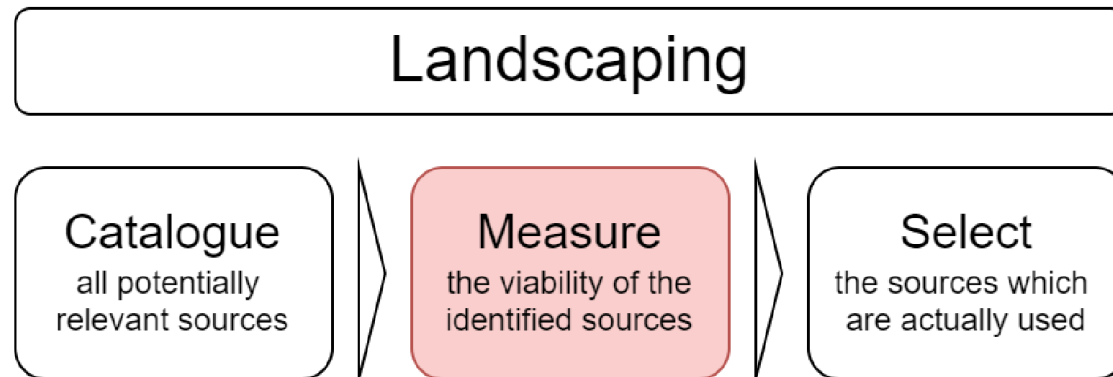 Landscaping
Catalogue
all potentially
relevant sources
Measure
the viability of the
identified sources
Select
the sources which
are actually used